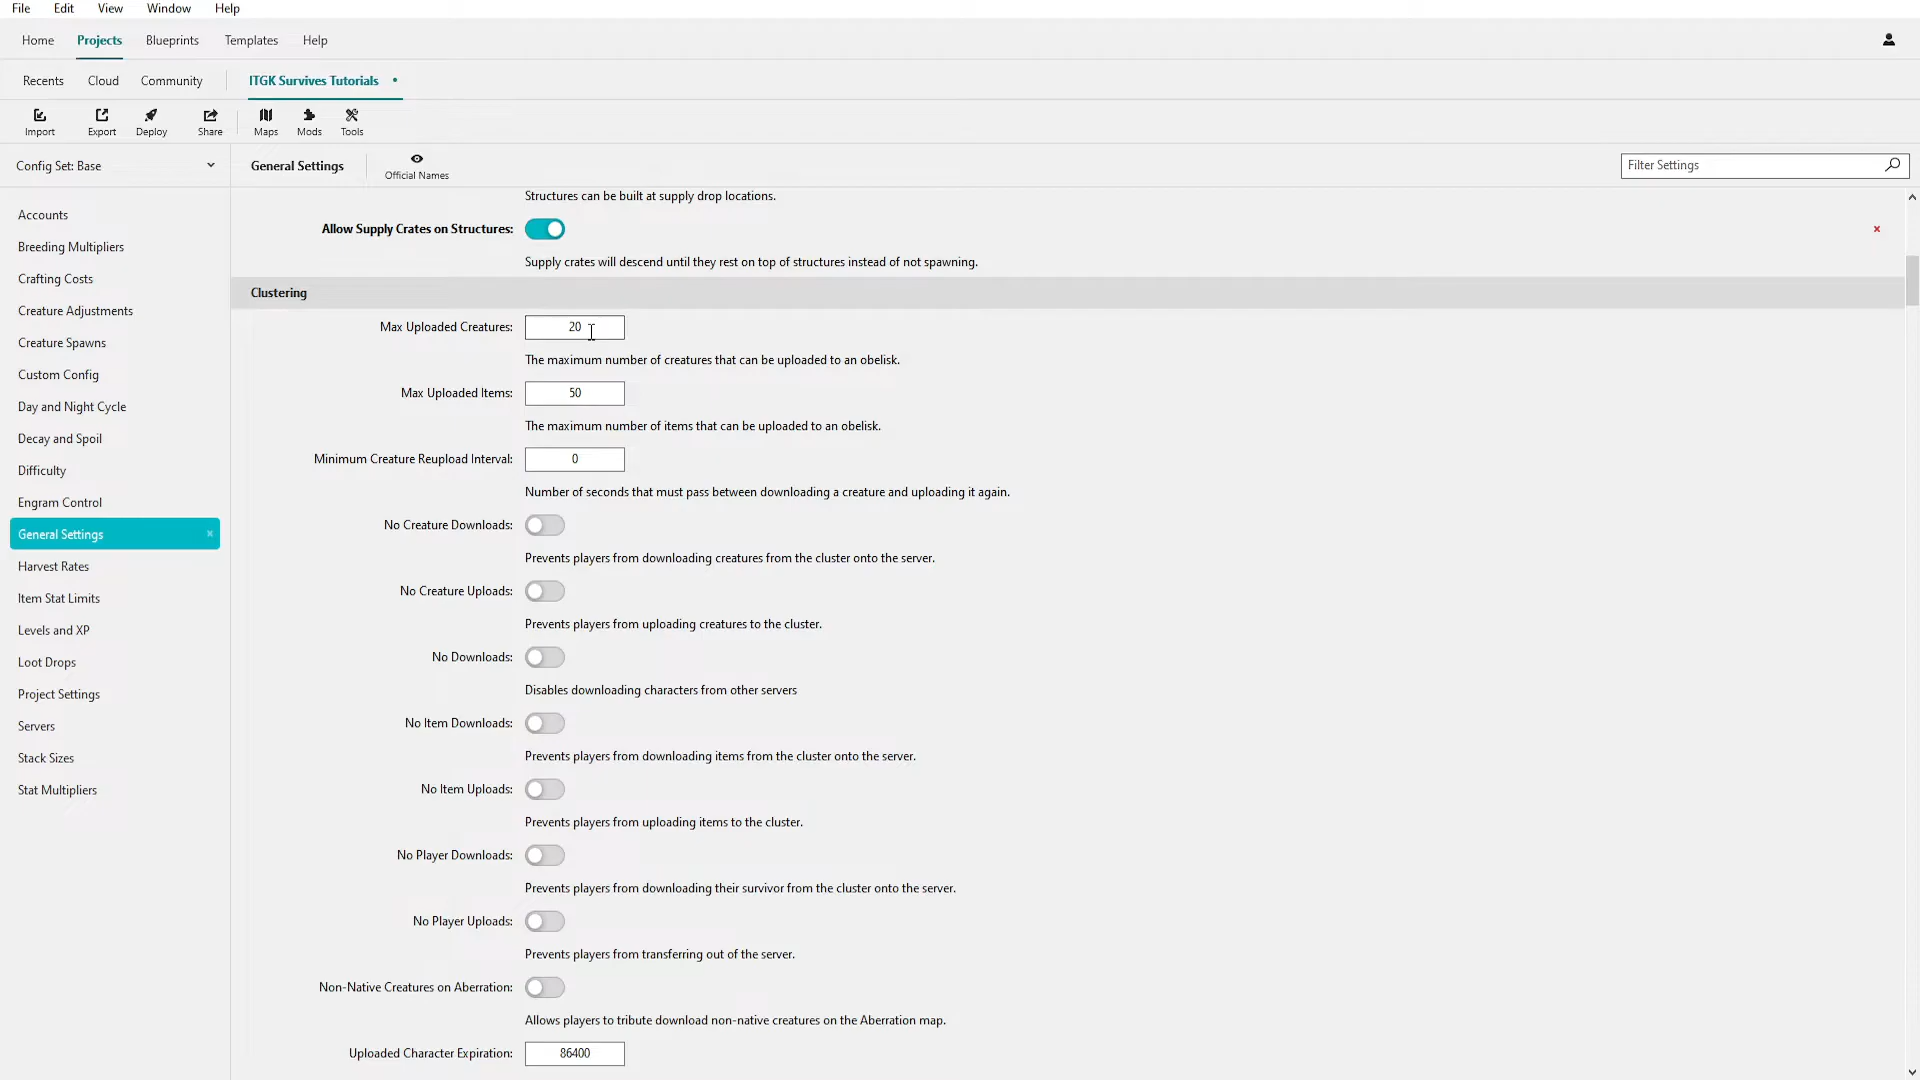 File Edit View Window Help
Home Projects Blueprints Templates Help
Recents Cloud Community ITGK Survives Tutorials •
Import Export Deploy Share Maps Mods Tools
Config Set: Base General Settings Official Names Filter Settings
Accounts
Breeding Multipliers
Crafting Costs
Creature Adjustments
Creature Spawns
Custom Config
Day and Night Cycle
Decay and Spoil
Difficulty
Engram Control
General Settings
Harvest Rates
Item Stat Limits
Levels and XP
Loot Drops
Project Settings
Servers
Stack Sizes
Stat Multipliers
Structures can be built at supply drop locations.
Allow Supply Crates on Structures:
Supply crates will descend until they rest on top of structures instead of not spawning.
Clustering
Max Uploaded Creatures: 20
The maximum number of creatures that can be uploaded to an obelisk.
Max Uploaded Items: 50
The maximum number of items that can be uploaded to an obelisk.
Minimum Creature Reupload Interval: 0
Number of seconds that must pass between downloading a creature and uploading it again.
No Creature Downloads:
Prevents players from downloading creatures from the cluster onto the server.
No Creature Uploads:
Prevents players from uploading creatures to the cluster.
No Downloads:
Disables downloading characters from other servers
No Item Downloads:
Prevents players from downloading items from the cluster onto the server.
No Item Uploads:
Prevents players from uploading items to the cluster.
No Player Downloads:
Prevents players from downloading their survivor from the cluster onto the server.
No Player Uploads:
Prevents players from transferring out of the server.
Non-Native Creatures on Aberration:
Allows players to tribute download non-native creatures on the Aberration map.
Uploaded Character Expiration: 86400